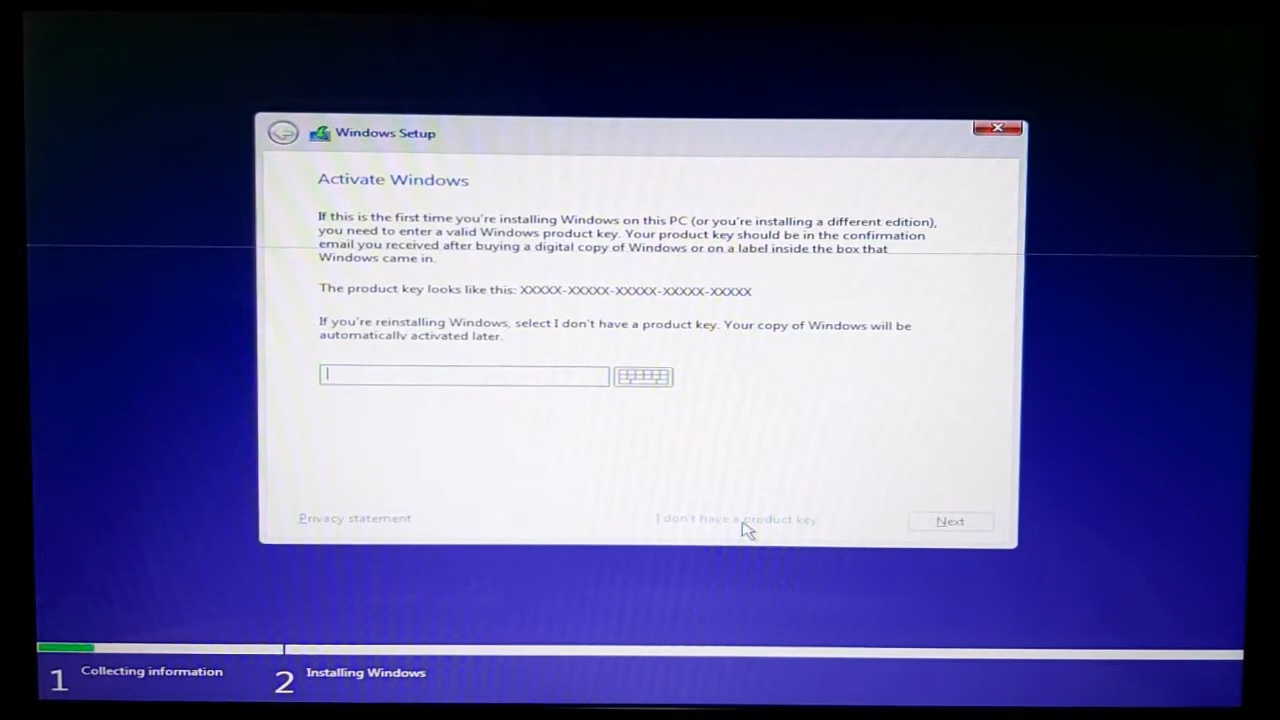 Windows Setup
Activate Windows
If this is the first time you're installing Windows on this PC (or you're installing a different edition),
you need to enter a valid Windows product key. Your product key should be in the confirmation
email you received after buying a digital copy of Windows or on a label inside the box that
Windows came in.
The product key looks like this: XXXXX-XXXXX-XXXXX-XXXXX-XXXXX
If you're reinstalling Windows, select I don't have a product key. Your copy of Windows will be
automatically activated later.
Privacy statement
I don't have a product key
Next
1 Collecting information
2 Installing Windows